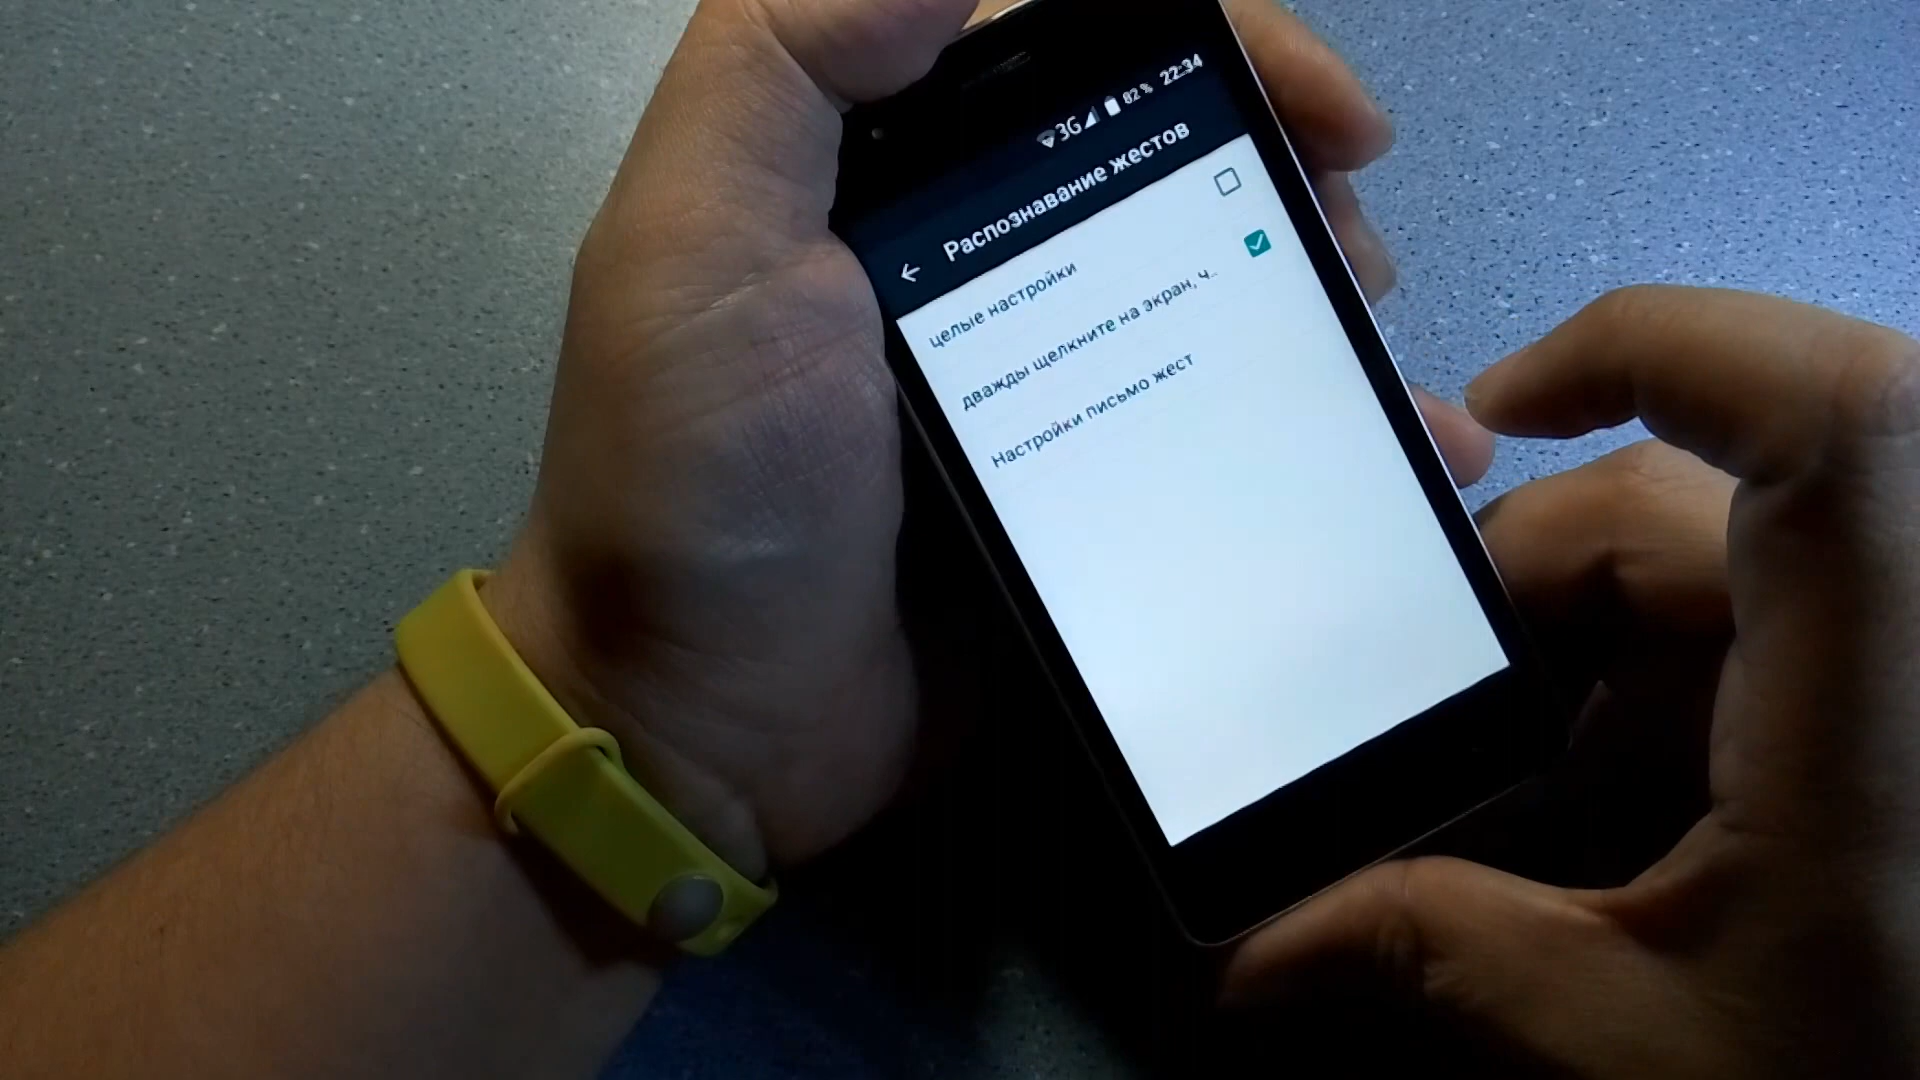 3G 82% 22:34
Распознавание жестов
целые настройки
дважды щелкните на экран, ч..
Настройки письмо жест